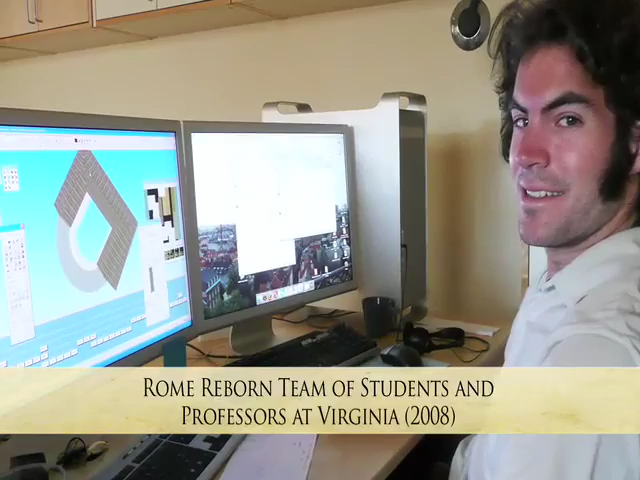 Rome Reborn Team of Students and
Professors at Virginia (2008)